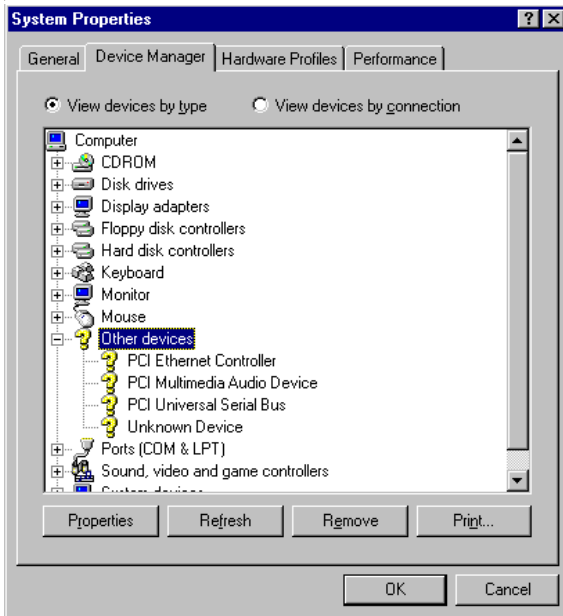 System Properties
General Device Manager Hardware Profiles Performance
View devices by type View devices by connection
Computer
CDROM
Disk drives
Display adapters
Floppy disk controllers
Hard disk controllers
Keyboard
Monitor
Mouse
Other devices
PCI Ethernet Controller
PCI Multimedia Audio Device
PCI Universal Serial Bus
Unknown Device
Ports (COM & LPT)
Sound, video and game controllers
System devices
Properties Refresh Remove Print...
OK Cancel